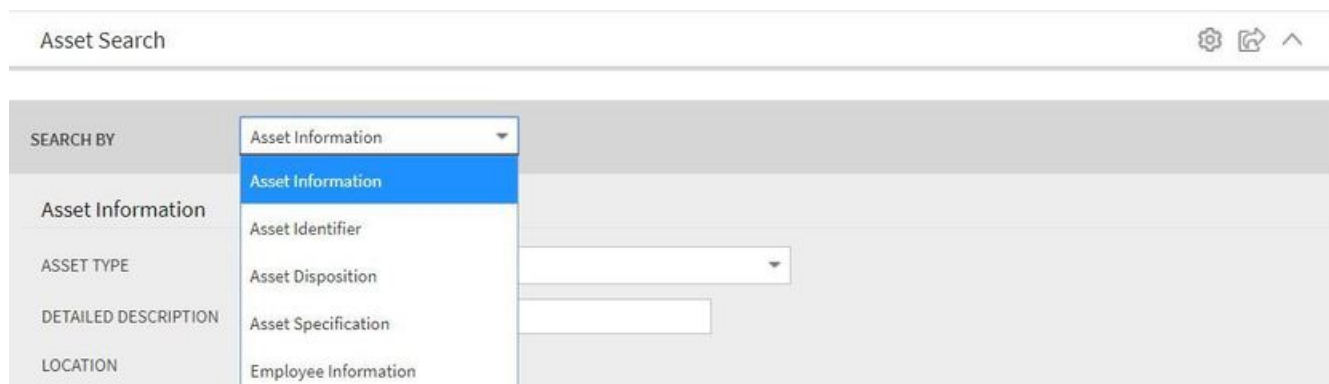 Asset Search
SEARCH BY
Asset Information
Asset Information
Asset Information
Asset Identifier
ASSET TYPE
Asset Disposition
DETAILED DESCRIPTION
Asset Specification
LOCATION
Employee Information